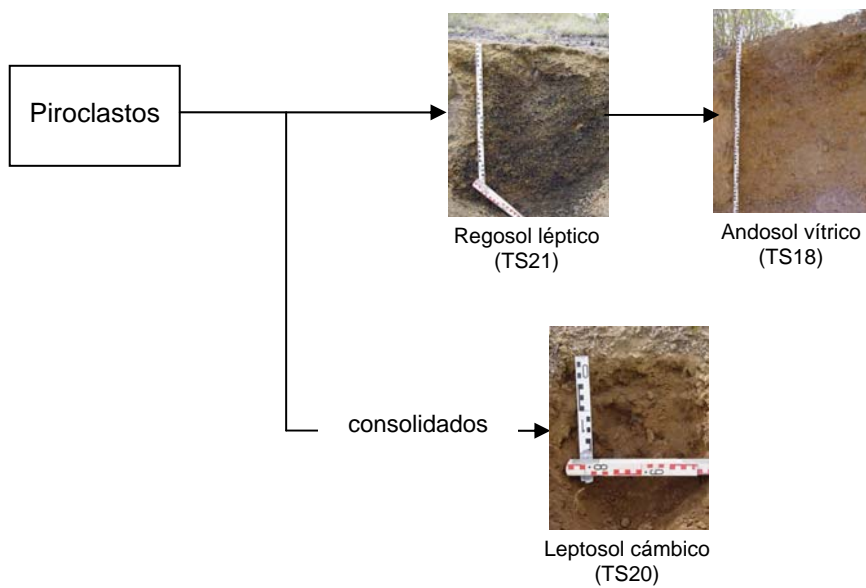 Piroclastos
Regosol léptico
(TS21)
Andosol vítrico
(TS18)
consolidados
Leptosol cámbico
(TS20)